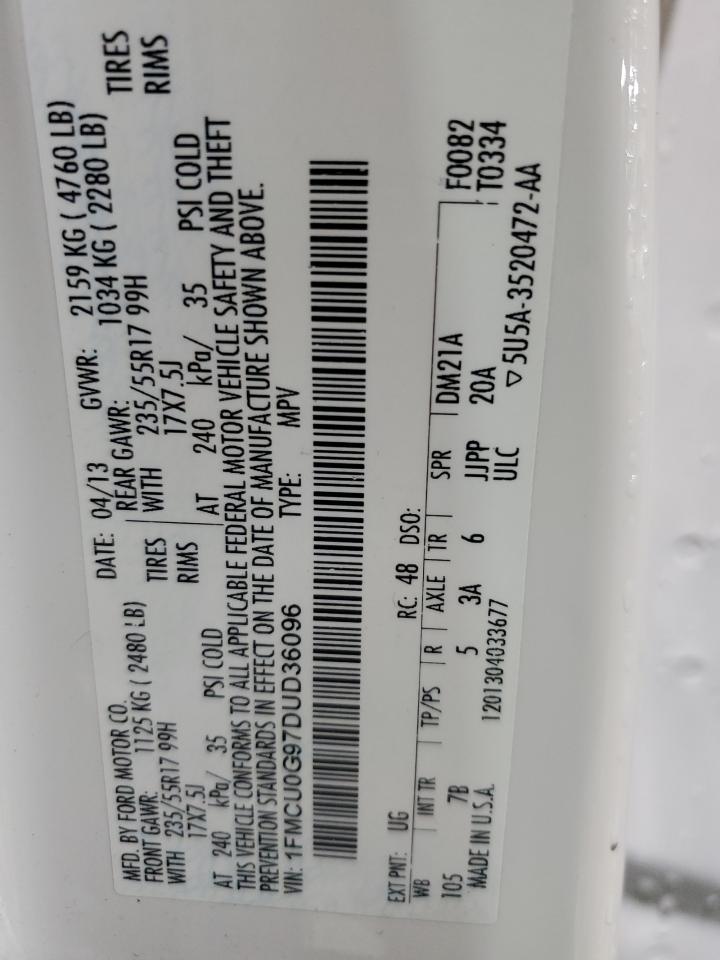 MFD. BY FORD MOTOR CO.
DATE: 04/13 GVWR: 2159 KG ( 4760 LB)
FRONT GAWR: 1125 KG ( 2480 LB) REAR GAWR: 1034 KG ( 2280 LB)
WITH 235/55R17 99H TIRES WITH 235/55R17 99H TIRES
17X7.5J RIMS 17X7.5J RIMS
AT 240 kPa/ 35 PSI COLD AT 240 kPa/ 35 PSI COLD
THIS VEHICLE CONFORMS TO ALL APPLICABLE FEDERAL MOTOR VEHICLE SAFETY AND THEFT
PREVENTION STANDARDS IN EFFECT ON THE DATE OF MANUFACTURE SHOWN ABOVE.
VIN: 1FMCU0G97DUD36096 TYPE: MPV
EXT PNT: UG RC: 48 DSO: F0082
WB INT TR TP/PS R AXLE TR SPR DM21A T0334
105 7B 5 3A 6 JJPP 20A
MADE IN U.S.A. 1201304033677 ULC ▽5U5A-3520472-AA